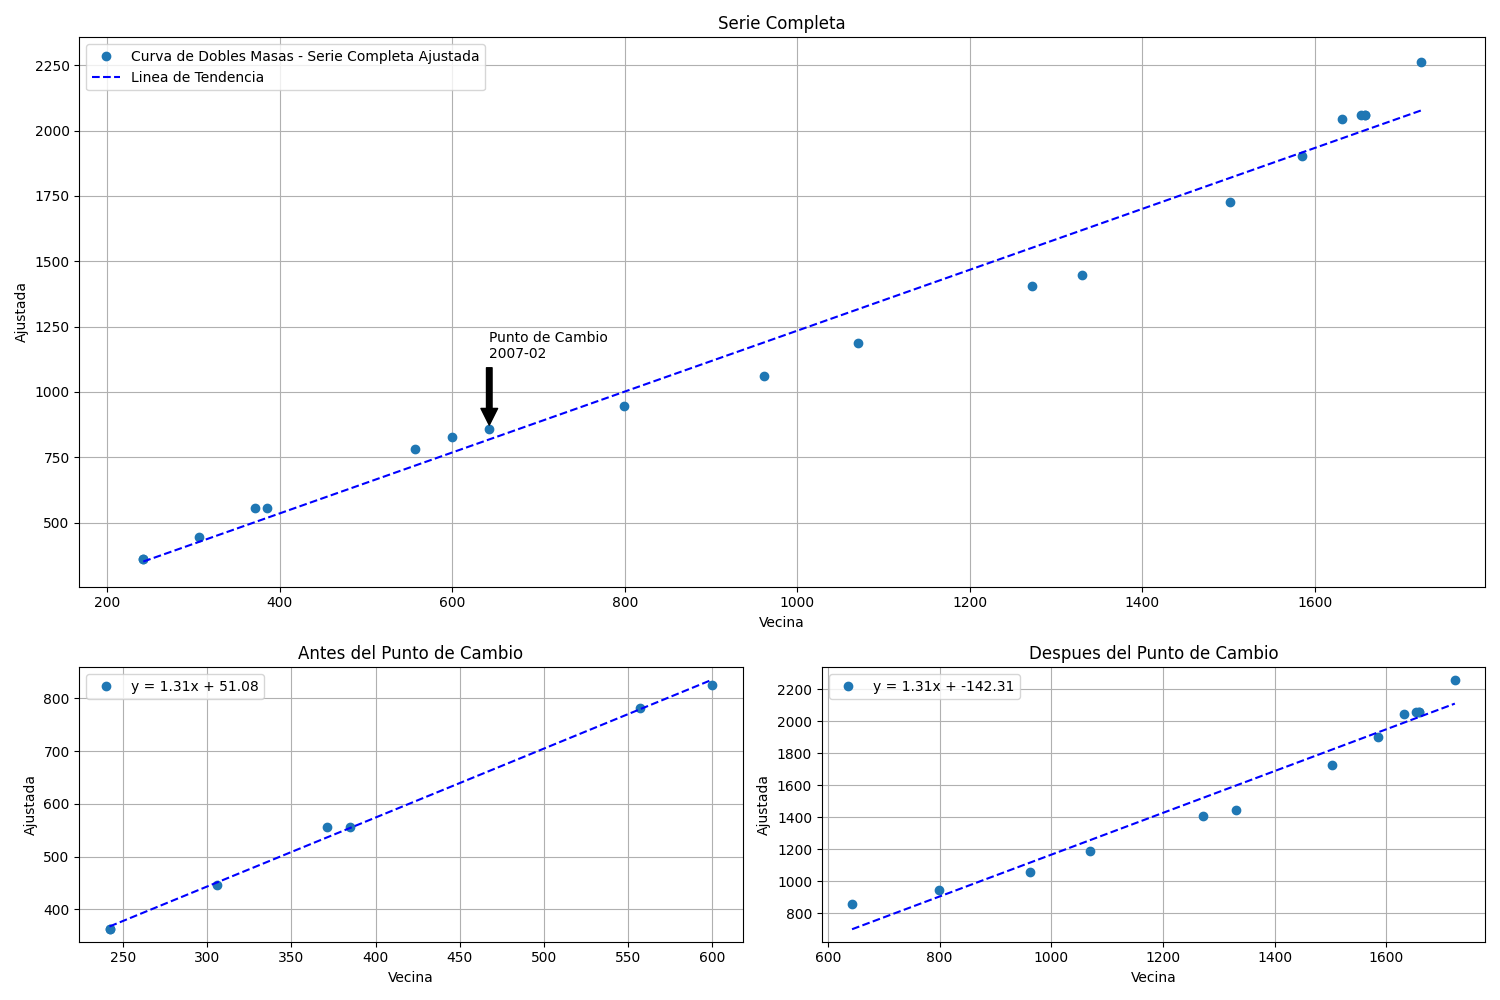 Serie Completa
Curva de Dobles Masas - Serie Completa Ajustada
Linea de Tendencia
2250
2000
1750
1500
1250
1000
750
500
Ajustada
Punto de Cambio
2007-02
200 400 600 800 1000 1200 1400 1600
Vecina
Antes del Punto de Cambio
y = 1.31x + 51.08
800
700
600
500
400
Ajustada
250 300 350 400 450 500 550 600
Vecina
Despues del Punto de Cambio
y = 1.31x + -142.31
2200
2000
1800
1600
1400
1200
1000
800
Ajustada
600 800 1000 1200 1400 1600
Vecina